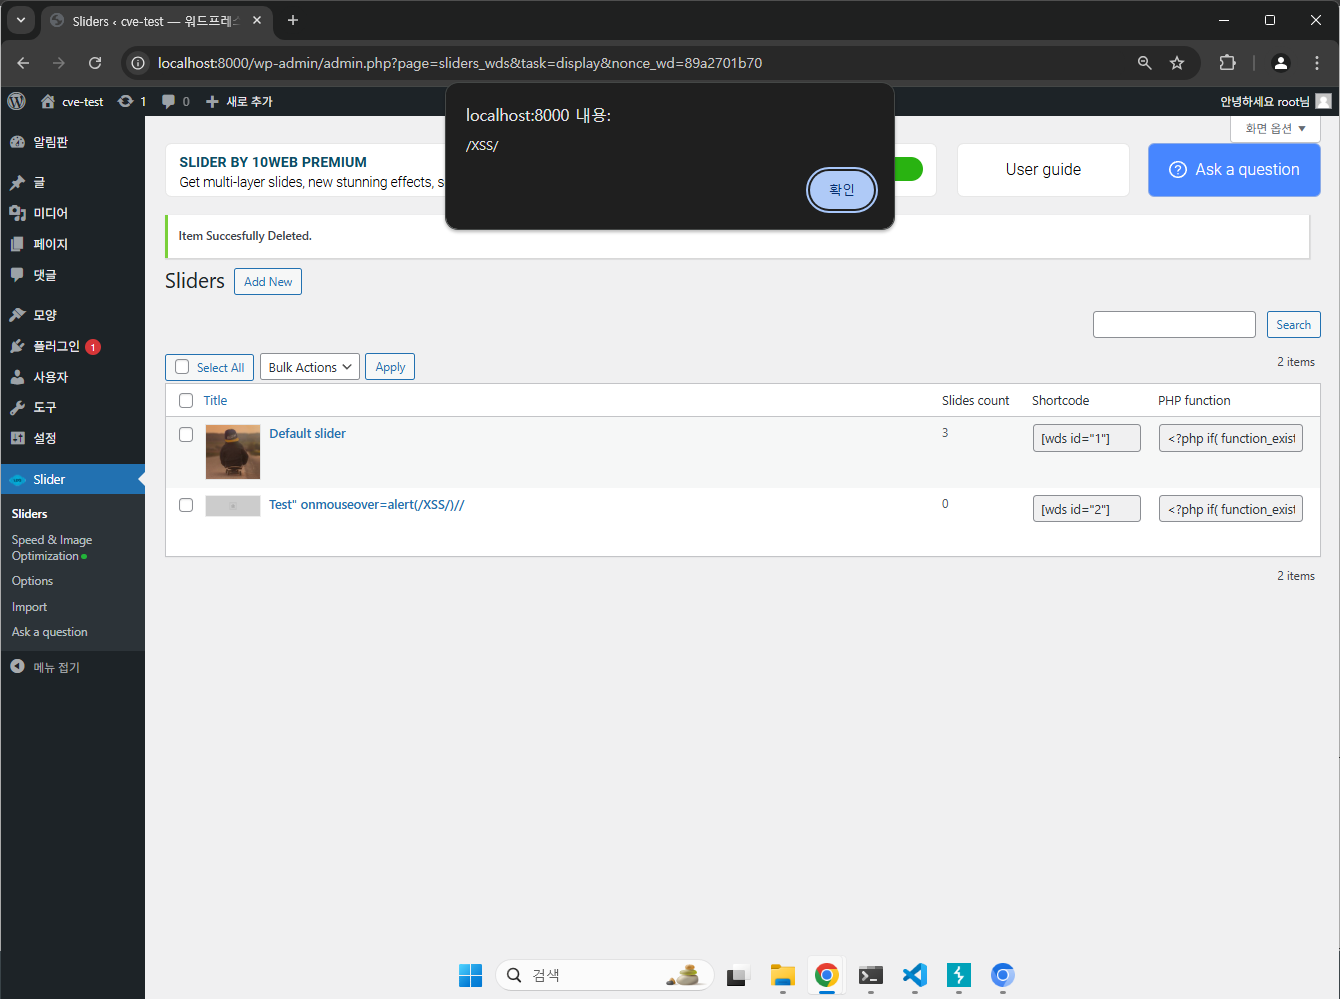 Sliders ‹ cve-test — 워드프레스
localhost:8000/wp-admin/admin.php?page=sliders_wds&task=display&nonce_wd=89a2701b70
cve-test
1
0
새로 추가
안녕하세요 root님
localhost:8000 내용:
/XSS/
확인
화면 옵션
알림판
글
미디어
페이지
댓글
모양
플러그인 1
사용자
도구
설정
Slider
Sliders
Speed & Image
Optimization
Options
Import
Ask a question
메뉴 접기
SLIDER BY 10WEB PREMIUM
Get multi-layer slides, new stunning effects, s
User guide
Ask a question
Item Succesfully Deleted.
Sliders
Add New
Search
Select All
Bulk Actions
Apply
2 items
Title
Slides count
Shortcode
PHP function
Default slider
3
[wds id="1"]
<?php if( function_exist
Test" onmouseover=alert(/XSS/)//
0
[wds id="2"]
<?php if( function_exist
2 items
검색